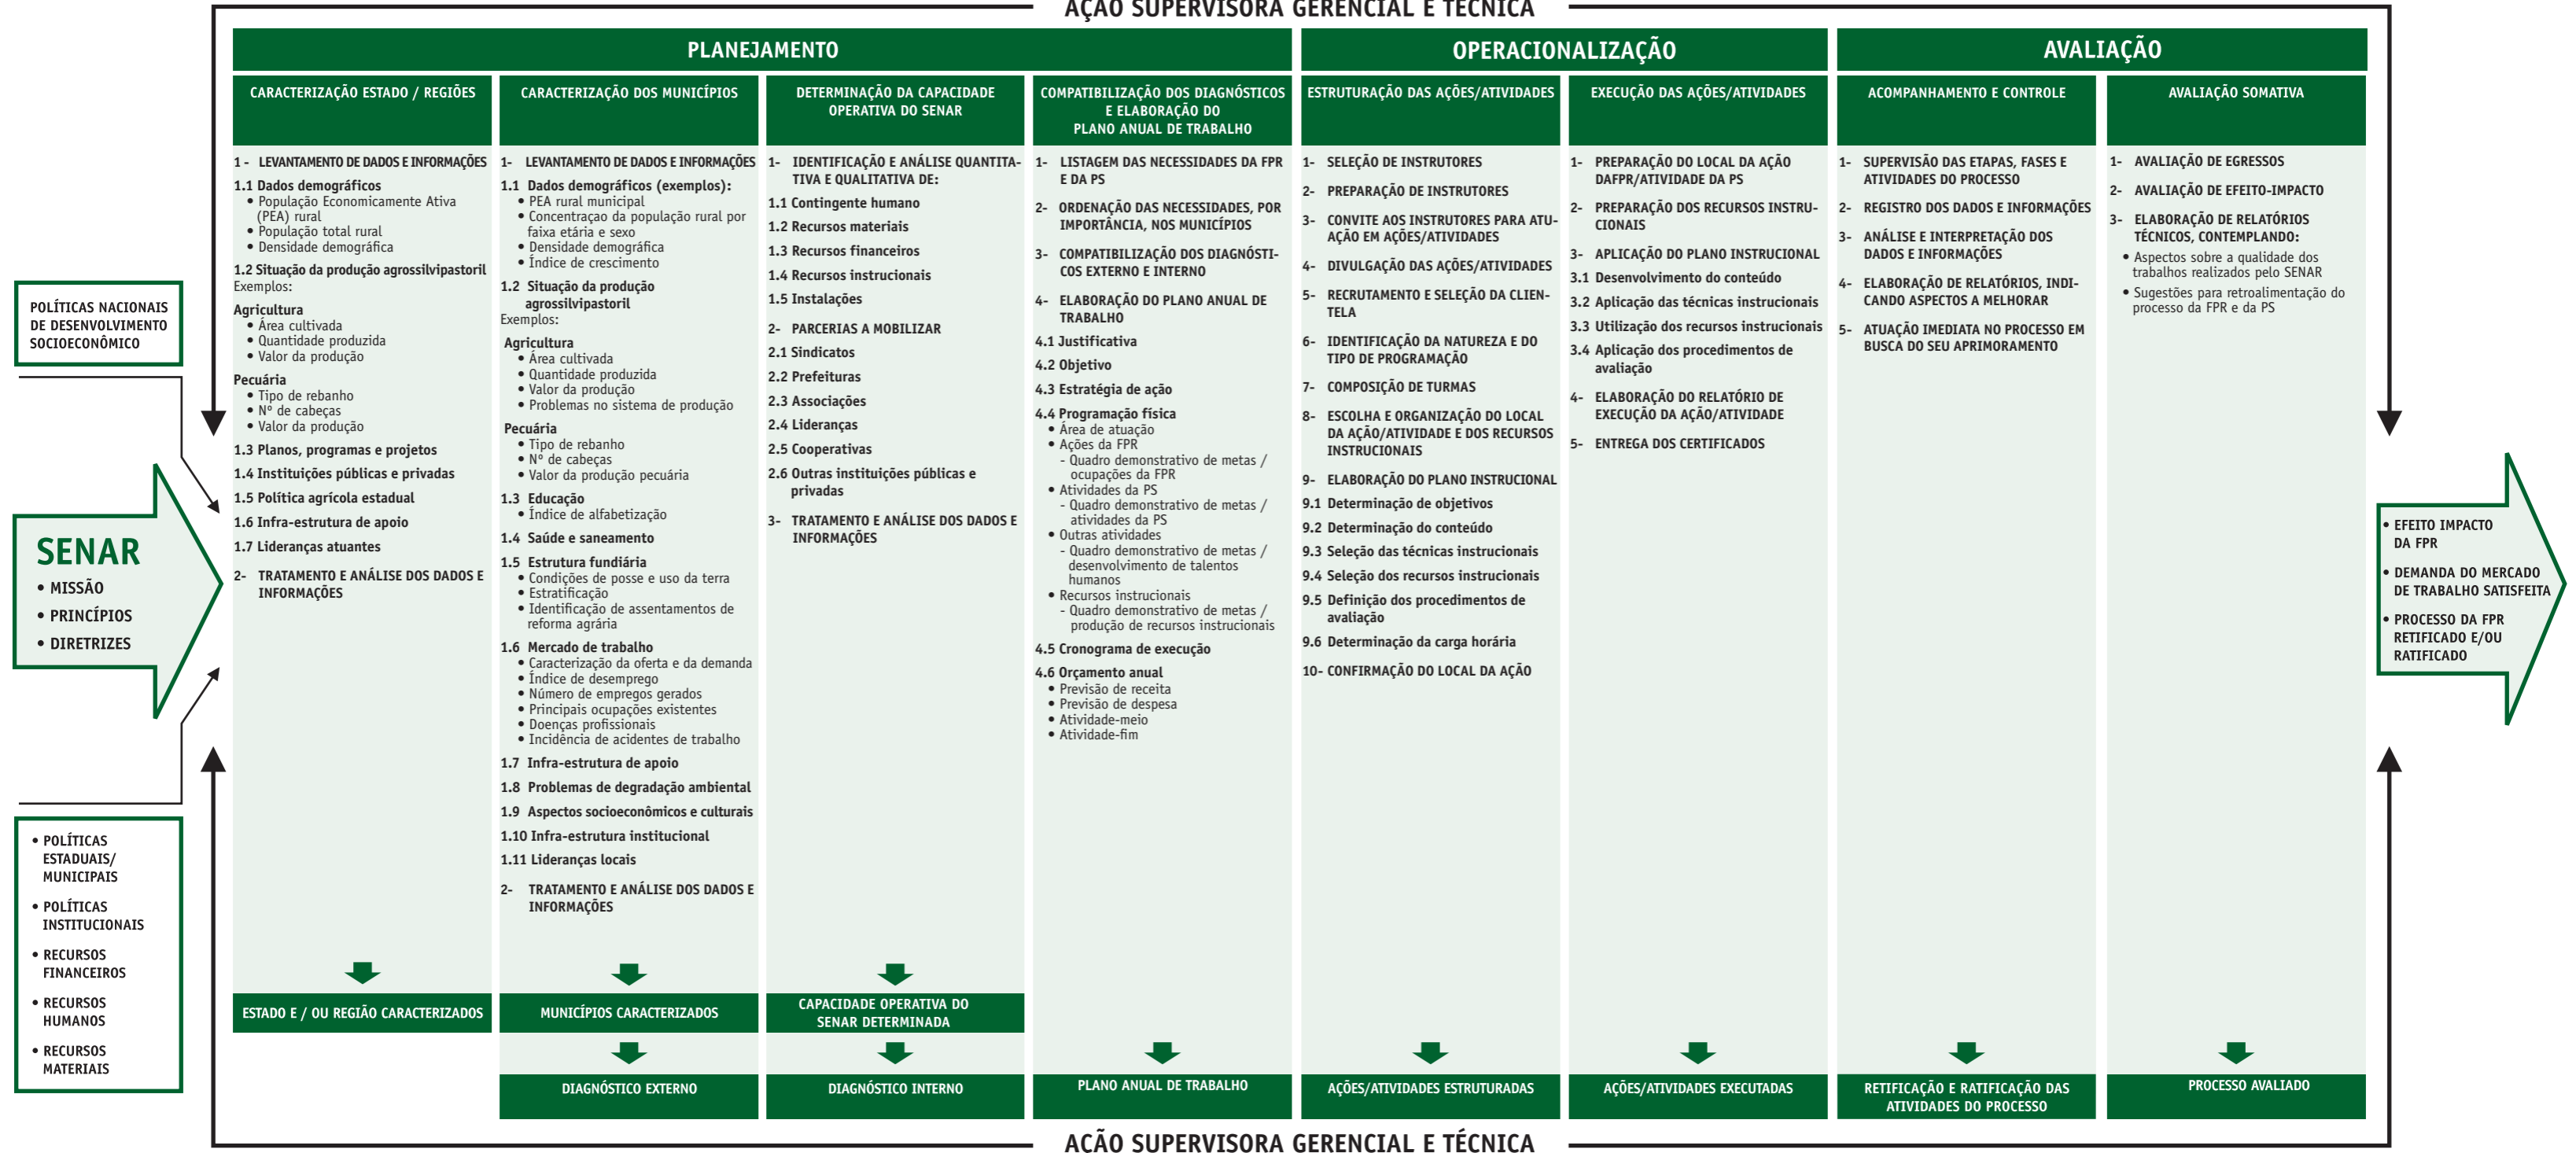 AÇÃO SUPERVISORA GERENCIAL E TÉCNICA
POLÍTICAS NACIONAIS
DE DESENVOLVIMENTO
SOCIOECONÔMICO
SENAR
• MISSÃO
• PRINCÍPIOS
• DIRETRIZES
• POLÍTICAS
ESTADUAIS/
MUNICIPAIS
• POLÍTICAS
INSTITUCIONAIS
• RECURSOS
FINANCEIROS
• RECURSOS
HUMANOS
• RECURSOS
MATERIAIS
PLANEJAMENTO
CARACTERIZAÇÃO ESTADO / REGIÕES
1 - LEVANTAMENTO DE DADOS E INFORMAÇÕES
1.1 Dados demográficos
• População Economicamente Ativa
(PEA) rural
• População total rural
• Densidade demográfica
1.2 Situação da produção agrossilvipastoril
Exemplos:
Agricultura
• Área cultivada
• Quantidade produzida
• Valor da produção
Pecuária
• Tipo de rebanho
• Nº de cabeças
• Valor da produção
1.3 Planos, programas e projetos
1.4 Instituições públicas e privadas
1.5 Política agrícola estadual
1.6 Infra-estrutura de apoio
1.7 Lideranças atuantes
2- TRATAMENTO E ANÁLISE DOS DADOS E
INFORMAÇÕES
ESTADO E / OU REGIÃO CARACTERIZADOS
CARACTERIZAÇÃO DOS MUNICÍPIOS
1- LEVANTAMENTO DE DADOS E INFORMAÇÕES
1.1 Dados demográficos (exemplos):
• PEA rural municipal
• Concentraçao da população rural por
faixa etária e sexo
• Densidade demográfica
• Índice de crescimento
1.2 Situação da produção
agrossilvipastoril
Exemplos:
Agricultura
• Área cultivada
• Quantidade produzida
• Valor da produção
• Problemas no sistema de produção
Pecuária
• Tipo de rebanho
• N° de cabeças
• Valor da produção pecuária
1.3 Educação
• Índice de alfabetização
1.4 Saúde e saneamento
1.5 Estrutura fundiária
• Condições de posse e uso da terra
• Estratificação
• Identificação de assentamentos de
reforma agrária
1.6 Mercado de trabalho
• Caracterização da oferta e da demanda
• Índice de desemprego
• Número de empregos gerados
• Principais ocupações existentes
• Doenças profissionais
• Incidência de acidentes de trabalho
1.7 Infra-estrutura de apoio
1.8 Problemas de degradação ambiental
1.9 Aspectos socioeconômicos e culturais
1.10 Infra-estrutura institucional
1.11 Lideranças locais
2- TRATAMENTO E ANÁLISE DOS DADOS E
INFORMAÇÕES
MUNICÍPIOS CARACTERIZADOS
DIAGNÓSTICO EXTERNO
DETERMINAÇÃO DA CAPACIDADE
OPERATIVA DO SENAR
1- IDENTIFICAÇÃO E ANÁLISE QUANTITA-
TIVA E QUALITATIVA DE:
1.1 Contingente humano
1.2 Recursos materiais
1.3 Recursos financeiros
1.4 Recursos instrucionais
1.5 Instalações
2- PARCERIAS A MOBILIZAR
2.1 Sindicatos
2.2 Prefeituras
2.3 Associações
2.4 Lideranças
2.5 Cooperativas
2.6 Outras instituições públicas e
privadas
3- TRATAMENTO E ANÁLISE DOS DADOS E
INFORMAÇÕES
CAPACIDADE OPERATIVA DO
SENAR DETERMINADA
DIAGNÓSTICO INTERNO
COMPATIBILIZAÇÃO DOS DIAGNÓSTICOS
E ELABORAÇÃO DO
PLANO ANUAL DE TRABALHO
1- LISTAGEM DAS NECESSIDADES DA FPR
E DA PS
2- ORDENAÇÃO DAS NECESSIDADES, POR
IMPORTÂNCIA, NOS MUNICÍPIOS
3- COMPATIBILIZAÇÃO DOS DIAGNÓSTI-
COS EXTERNO E INTERNO
4- ELABORAÇÃO DO PLANO ANUAL DE
TRABALHO
4.1 Justificativa
4.2 Objetivo
4.3 Estratégia de ação
4.4 Programação física
• Área de atuação
• Ações da FPR
- Quadro demonstrativo de metas /
ocupações da FPR
• Atividades da PS
- Quadro demonstrativo de metas /
atividades da PS
• Outras atividades
- Quadro demonstrativo de metas /
desenvolvimento de talentos
humanos
• Recursos instrucionais
- Quadro demonstrativo de metas /
produção de recursos instrucionais
4.5 Cronograma de execução
4.6 Orçamento anual
• Previsão de receita
• Previsão de despesa
• Atividade-meio
• Atividade-fim
PLANO ANUAL DE TRABALHO
OPERACIONALIZAÇÃO
ESTRUTURAÇÃO DAS AÇÕES/ATIVIDADES
1- SELEÇÃO DE INSTRUTORES
2- PREPARAÇÃO DE INSTRUTORES
3- CONVITE AOS INSTRUTORES PARA ATU-
AÇÃO EM AÇÕES/ATIVIDADES
4- DIVULGAÇÃO DAS AÇÕES/ATIVIDADES
5- RECRUTAMENTO E SELEÇÃO DA CLIEN-
TELA
6- IDENTIFICAÇÃO DA NATUREZA E DO
TIPO DE PROGRAMAÇÃO
7- COMPOSIÇÃO DE TURMAS
8- ESCOLHA E ORGANIZAÇÃO DO LOCAL
DA AÇÃO/ATIVIDADE E DOS RECURSOS
INSTRUCIONAIS
9- ELABORAÇÃO DO PLANO INSTRUCIONAL
9.1 Determinação de objetivos
9.2 Determinação do conteúdo
9.3 Seleção das técnicas instrucionais
9.4 Seleção dos recursos instrucionais
9.5 Definição dos procedimentos de
avaliação
9.6 Determinação da carga horária
10- CONFIRMAÇÃO DO LOCAL DA AÇÃO
AÇÕES/ATIVIDADES ESTRUTURADAS
EXECUÇÃO DAS AÇÕES/ATIVIDADES
1- PREPARAÇÃO DO LOCAL DA AÇÃO
DAFPR/ATIVIDADE DA PS
2- PREPARAÇÃO DOS RECURSOS INSTRU-
CIONAIS
3- APLICAÇÃO DO PLANO INSTRUCIONAL
3.1 Desenvolvimento do conteúdo
3.2 Aplicação das técnicas instrucionais
3.3 Utilização dos recursos instrucionais
3.4 Aplicação dos procedimentos de
avaliação
4- ELABORAÇÃO DO RELATÓRIO DE
EXECUÇÃO DA AÇÃO/ATIVIDADE
5- ENTREGA DOS CERTIFICADOS
AÇÕES/ATIVIDADES EXECUTADAS
AVALIAÇÃO
ACOMPANHAMENTO E CONTROLE
1- SUPERVISÃO DAS ETAPAS, FASES E
ATIVIDADES DO PROCESSO
2- REGISTRO DOS DADOS E INFORMAÇÕES
3- ANÁLISE E INTERPRETAÇÃO DOS
DADOS E INFORMAÇÕES
4- ELABORAÇÃO DE RELATÓRIOS, INDI-
CANDO ASPECTOS A MELHORAR
5- ATUAÇÃO IMEDIATA NO PROCESSO EM
BUSCA DO SEU APRIMORAMENTO
RETIFICAÇÃO E RATIFICAÇÃO DAS
ATIVIDADES DO PROCESSO
AVALIAÇÃO SOMATIVA
1- AVALIAÇÃO DE EGRESSOS
2- AVALIAÇÃO DE EFEITO-IMPACTO
3- ELABORAÇÃO DE RELATÓRIOS
TÉCNICOS, CONTEMPLANDO:
• Aspectos sobre a qualidade dos
trabalhos realizados pelo SENAR
• Sugestões para retroalimentação do
processo da FPR e da PS
PROCESSO AVALIADO
• EFEITO IMPACTO
DA FPR
• DEMANDA DO MERCADO
DE TRABALHO SATISFEITA
• PROCESSO DA FPR
RETIFICADO E/OU
RATIFICADO
AÇÃO SUPERVISORA GERENCIAL E TÉCNICA